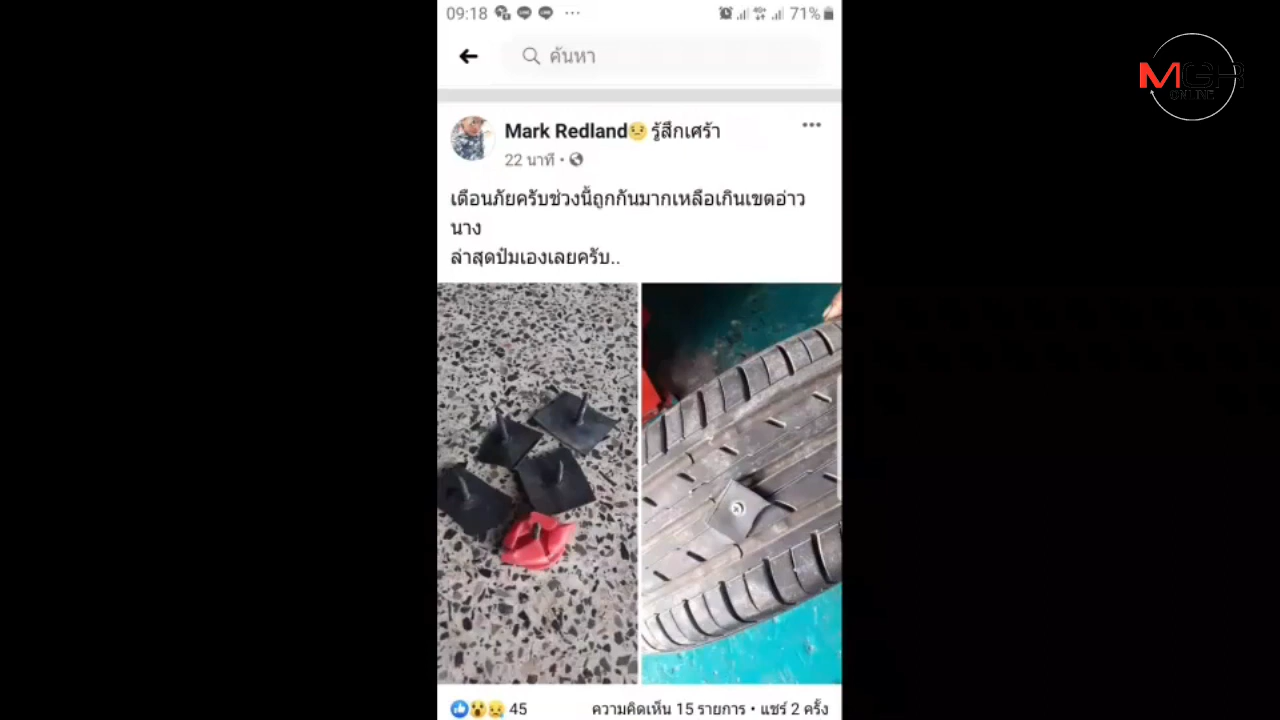 09:18 71%
ค้นหา
MGR
ONLINE
Mark Redland รู้สึกเศร้า
22 นาที
เตือนภัยครับช่วงนี้ถูกกันมากเหลือเกินเขตอ่าว
นาง
ล่าสุดปั๋มเองเลยครับ..
45 ความคิดเห็น 15 รายการ • แชร์ 2 ครั้ง